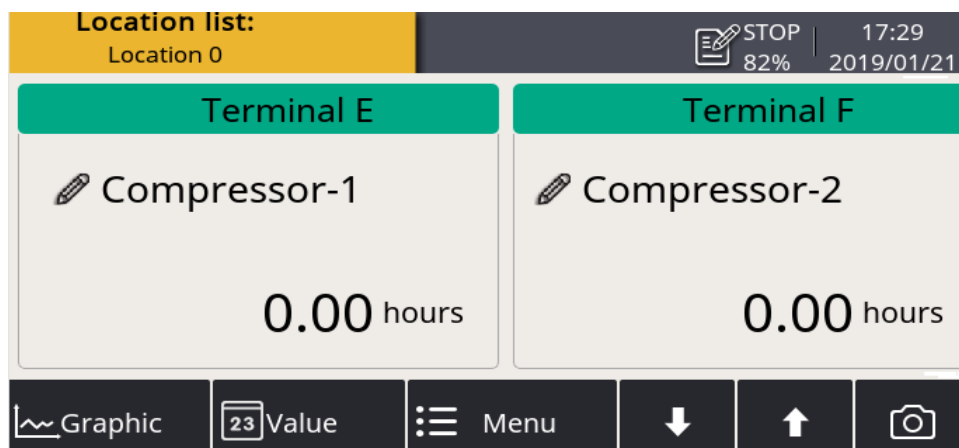 Location list:
Location 0
STOP
82%
17:29
2019/01/21
Terminal E
Terminal F
Compressor-1
Compressor-2
0.00 hours
0.00 hours
Graphic
23 Value
Menu